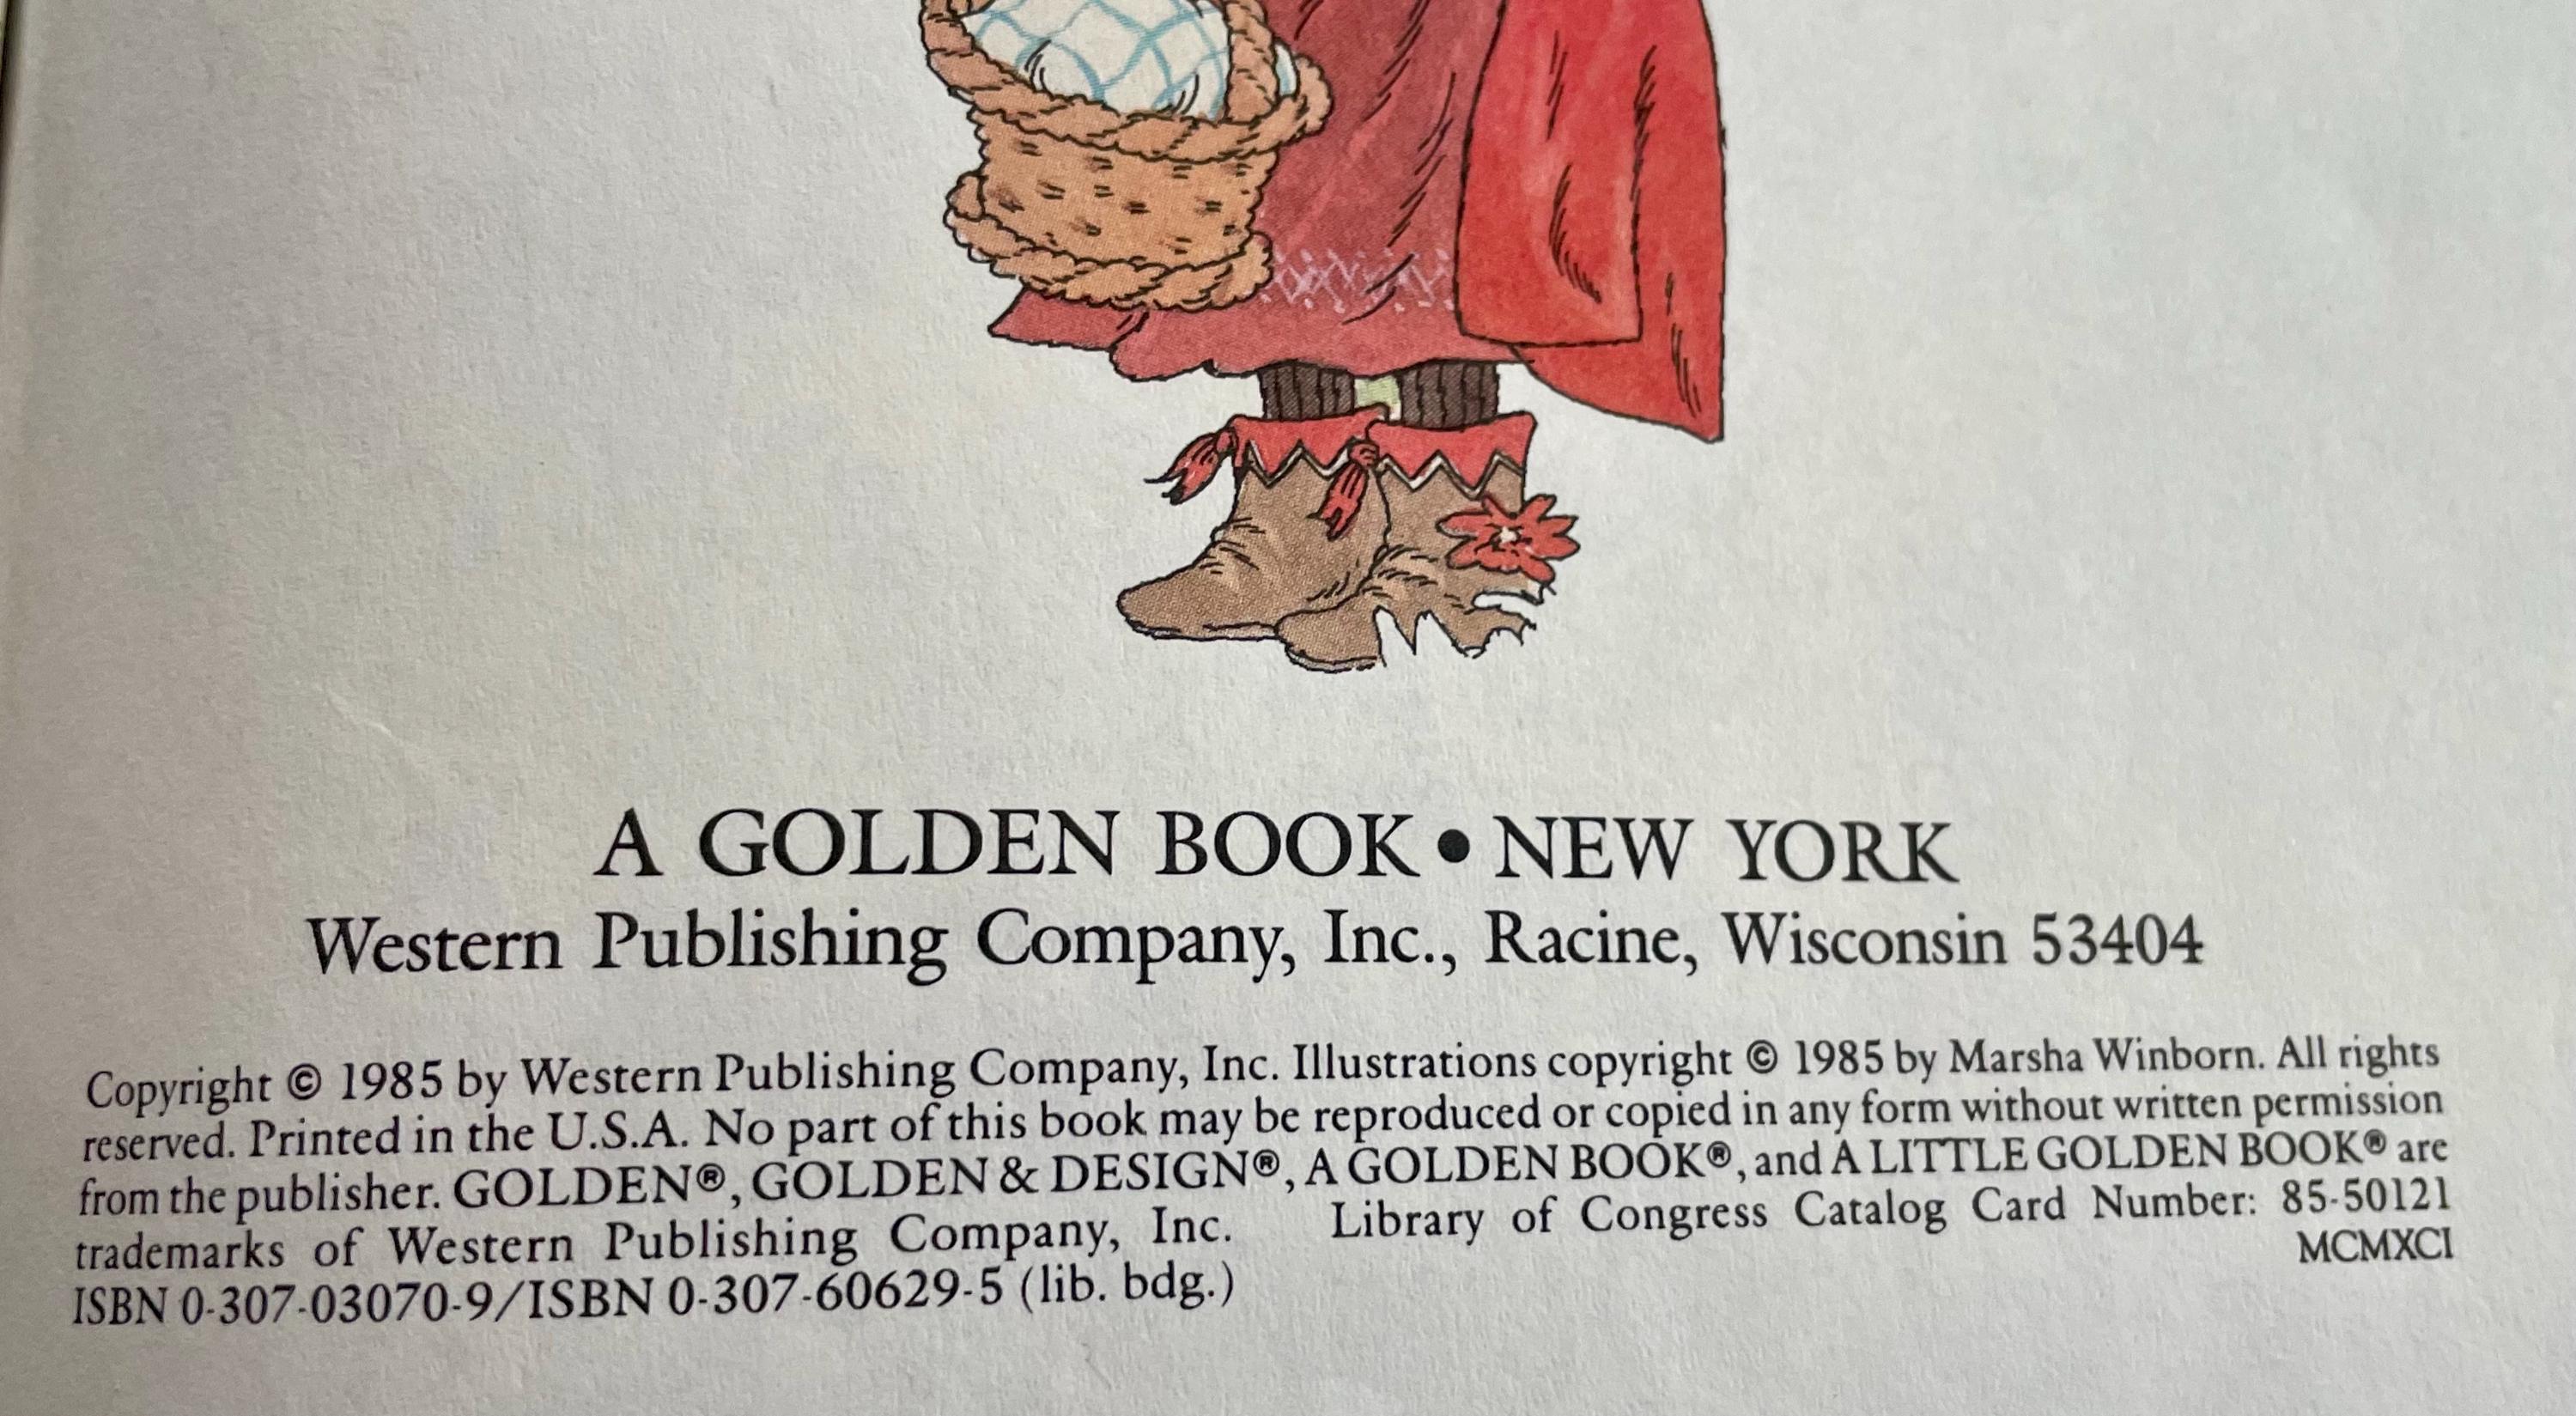 A GOLDEN BOOK • NEW YORK
Western Publishing Company, Inc., Racine, Wisconsin 53404
Copyright © 1985 by Western Publishing Company, Inc. Illustrations copyright © 1985 by Marsha Winborn. All rights
reserved. Printed in the U.S.A. No part of this book may be reproduced or copied in any form without written permission
from the publisher. GOLDEN®, GOLDEN & DESIGN®, A GOLDEN BOOK®, and A LITTLE GOLDEN BOOK® are
trademarks of Western Publishing Company, Inc. Library of Congress Catalog Card Number: 85-50121
ISBN 0-307-03070-9/ISBN 0-307-60629-5 (lib. bdg.) MCMXCI